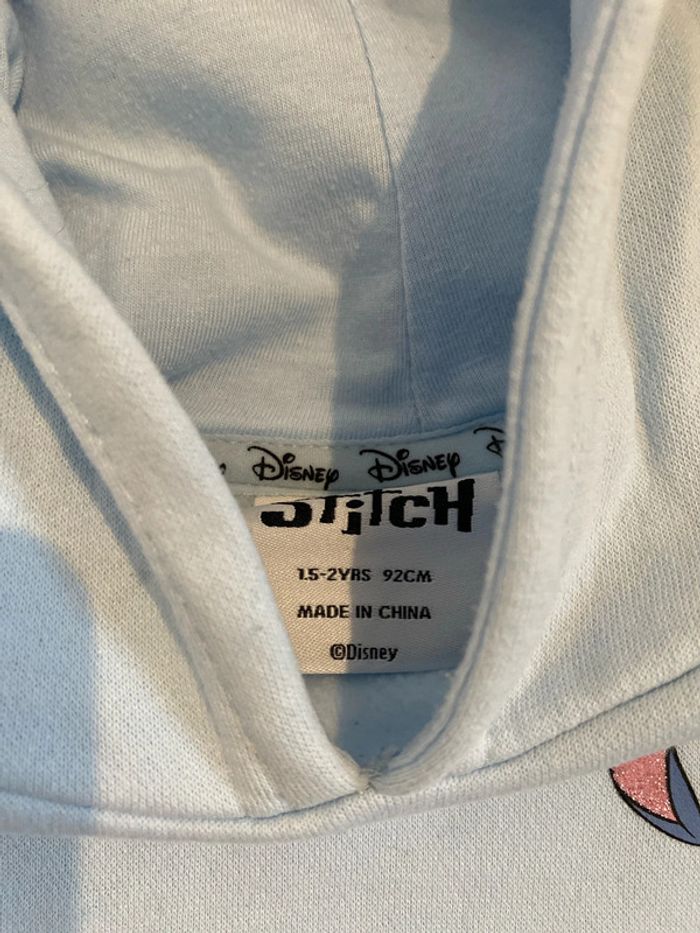 Disney Disney
Stitch
1.5-2YRS 92CM
MADE IN CHINA
©Disney